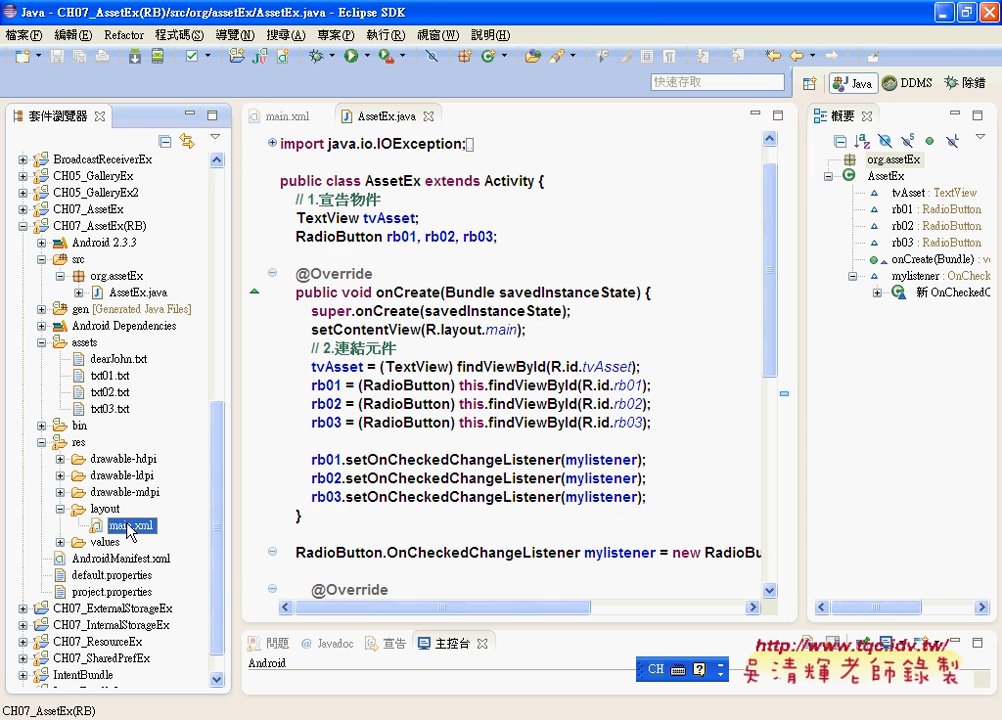 Java - CH07_AssetEx(RB)/src/org/assetEx/AssetEx.java - Eclipse SDK
檔案(F) 編輯(E) Refactor 程式碼(S) 導覽(N) 搜尋(A) 專案(P) 執行(R) 視窗(W) 說明(H)
快速存取
Java DDMS 除錯
套件瀏覽器
BroadcastReceiverEx
CH05_GalleryEx
CH05_GalleryEx2
CH07_AssetEx
CH07_AssetEx(RB)
Android 2.3.3
src
org.assetEx
AssetEx.java
gen [Generated Java Files]
Android Dependencies
assets
dearJohn.txt
txt01.txt
txt02.txt
txt03.txt
bin
res
drawable-hdpi
drawable-ldpi
drawable-mdpi
layout
main.xml
values
AndroidManifest.xml
default.properties
project.properties
CH07_ExternalStorageEx
CH07_InternalStorageEx
CH07_ResourceEx
CH07_SharedPrefEx
IntentBundle
main.xml AssetEx.java
import java.io.IOException;
public class AssetEx extends Activity {
// 1.宣告物件
TextView tvAsset;
RadioButton rb01, rb02, rb03;
@Override
public void onCreate(Bundle savedInstanceState) {
super.onCreate(savedInstanceState);
setContentView(R.layout.main);
// 2.連結元件
tvAsset = (TextView) findViewById(R.id.tvAsset);
rb01 = (RadioButton) this.findViewById(R.id.rb01);
rb02 = (RadioButton) this.findViewById(R.id.rb02);
rb03 = (RadioButton) this.findViewById(R.id.rb03);
rb01.setOnCheckedChangeListener(mylistener);
rb02.setOnCheckedChangeListener(mylistener);
rb03.setOnCheckedChangeListener(mylistener);
}
RadioButton.OnCheckedChangeListener mylistener = new RadioBu
@Override
概要
org.assetEx
AssetEx
tvAsset : TextView
rb01 : RadioButton
rb02 : RadioButton
rb03 : RadioButton
onCreate(Bundle) : v
mylistener : OnCheck
新 OnCheckedC
問題 @ Javadoc 宣告 主控台
Android
CH
http://www.tqc.idv.tw/
吳清輝老師錄製
CH07_AssetEx(RB)